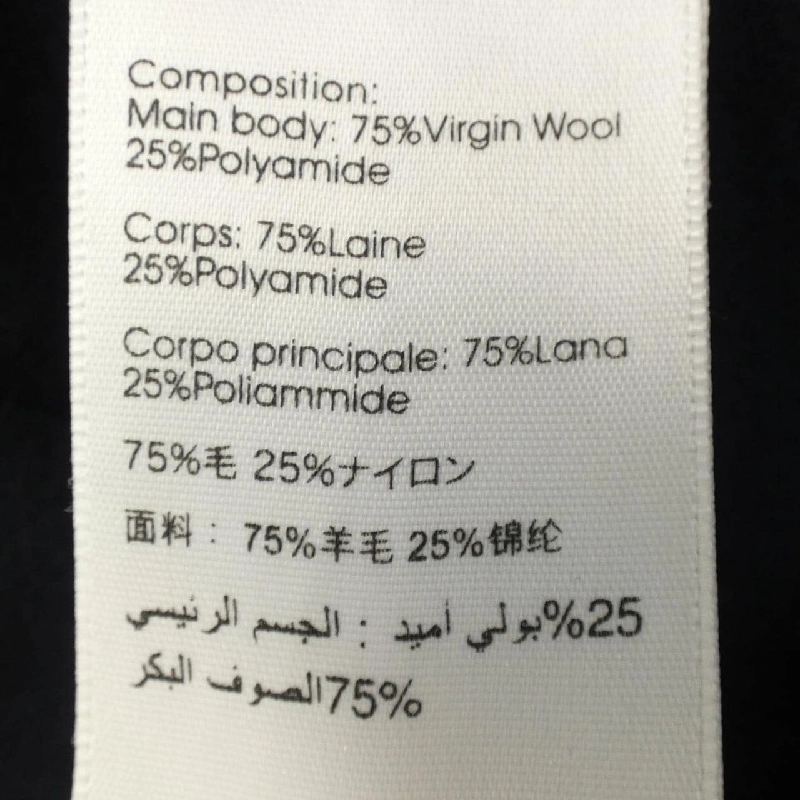 Composition:
Main body: 75%Virgin Wool
25%Polyamide
Corps: 75%Laine
25%Polyamide
Corpo principale: 75%Lana
25%Poliammide
75%毛 25%ナイロン
面料： 75%羊毛 25%锦纶
25%بولي أميد : الجسم الرئيسي
75%الصوف البكر